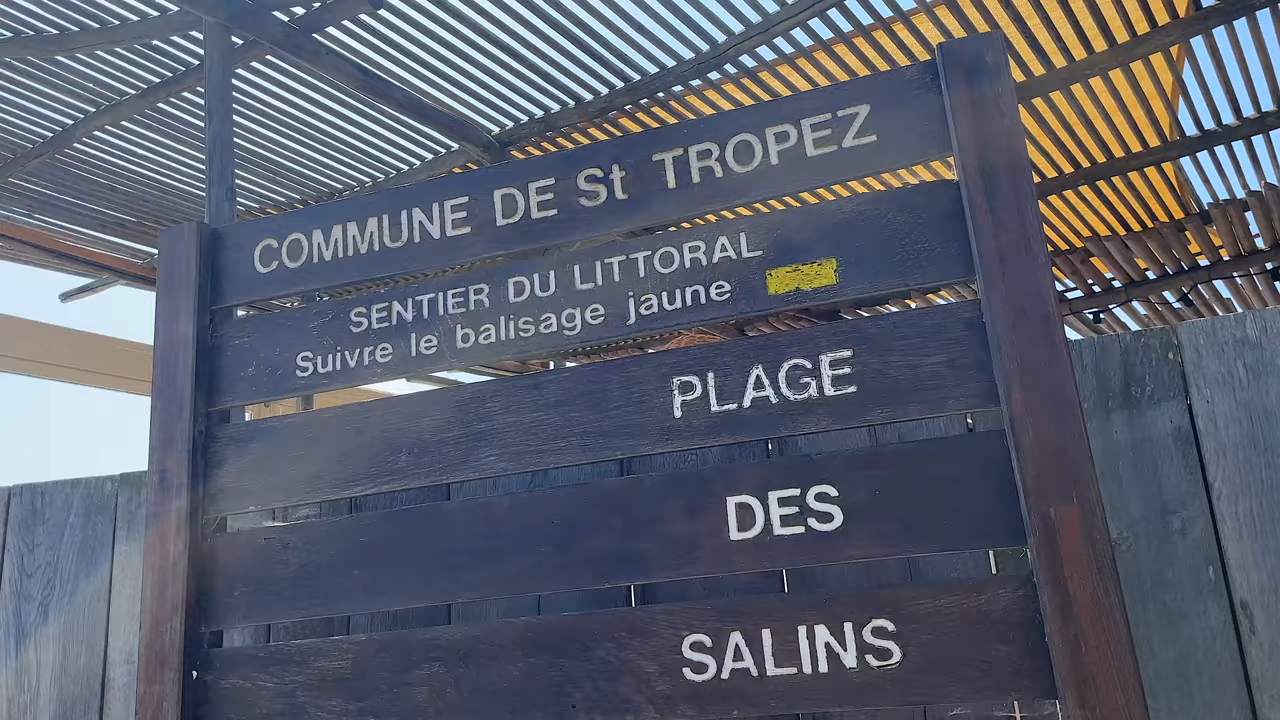 COMMUNE DE St TROPEZ
SENTIER DU LITTORAL
Suivre le balisage jaune
PLAGE
DES
SALINS